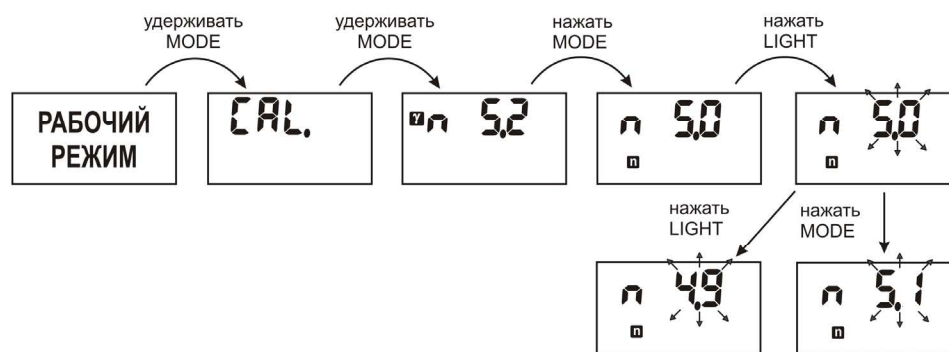 удерживать
MODE
удерживать
MODE
нажать
MODE
нажать
LIGHT
РАБОЧИЙ
РЕЖИМ
CAL.
γ n 5.2
n 5.0
n
n 5.0
n
нажать
LIGHT
нажать
MODE
n 4.9
n
n 5.1
n